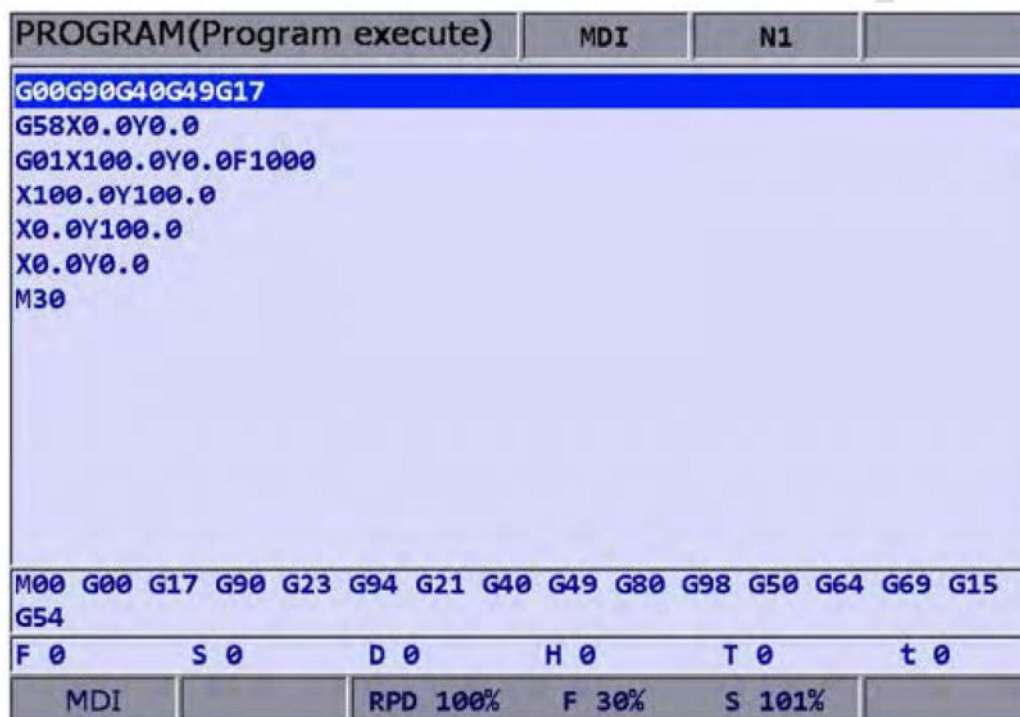 PROGRAM(Program execute) MDI N1
G00G90G40G49G17
G58X0.0Y0.0
G01X100.0Y0.0F1000
X100.0Y100.0
X0.0Y100.0
X0.0Y0.0
M30
M00 G00 G17 G90 G23 G94 G21 G40 G49 G80 G98 G50 G64 G69 G15
G54
F 0 S 0 D 0 H 0 T 0 t 0
MDI RPD 100% F 30% S 101%